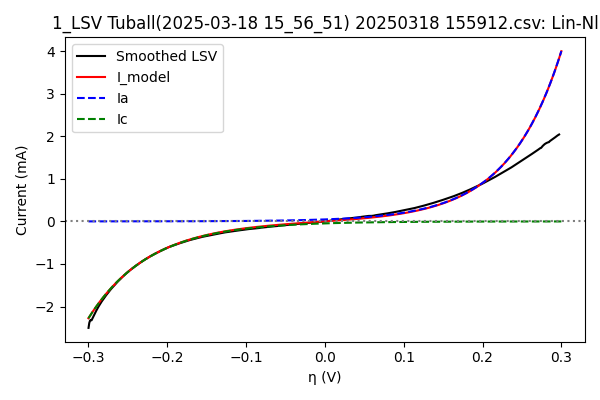 1_LSV Tuball(2025-03-18 15_56_51) 20250318 155912.csv: Lin-Nl
Smoothed LSV
I_model
Ia
Ic
Current (mA)
4
3
2
1
0
−1
−2
−0.3 −0.2 −0.1 0.0 0.1 0.2 0.3
η (V)